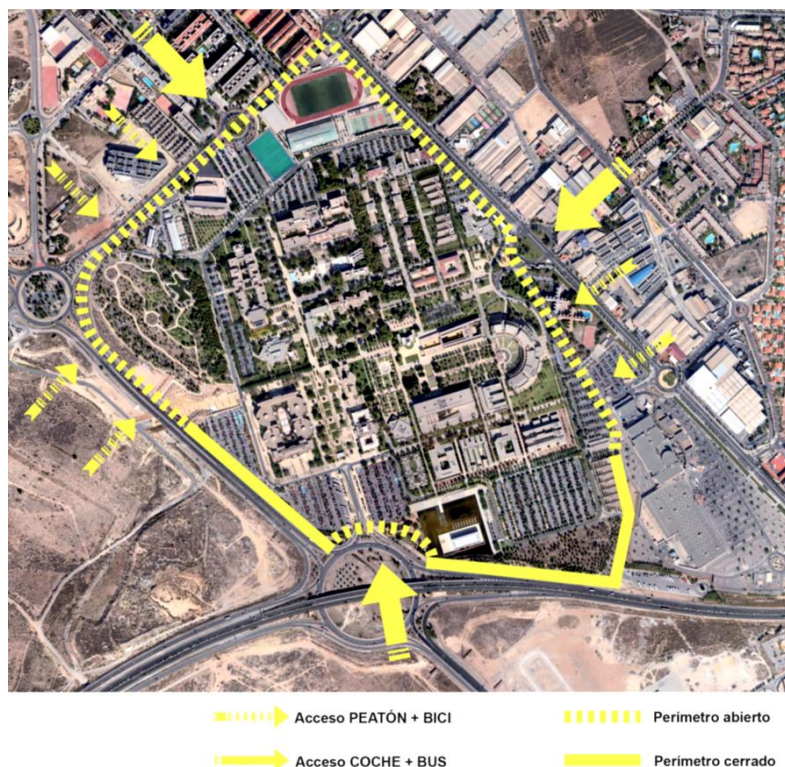 Acceso PEATÓN + BICI
Perímetro abierto
Acceso COCHE + BUS
Perímetro cerrado